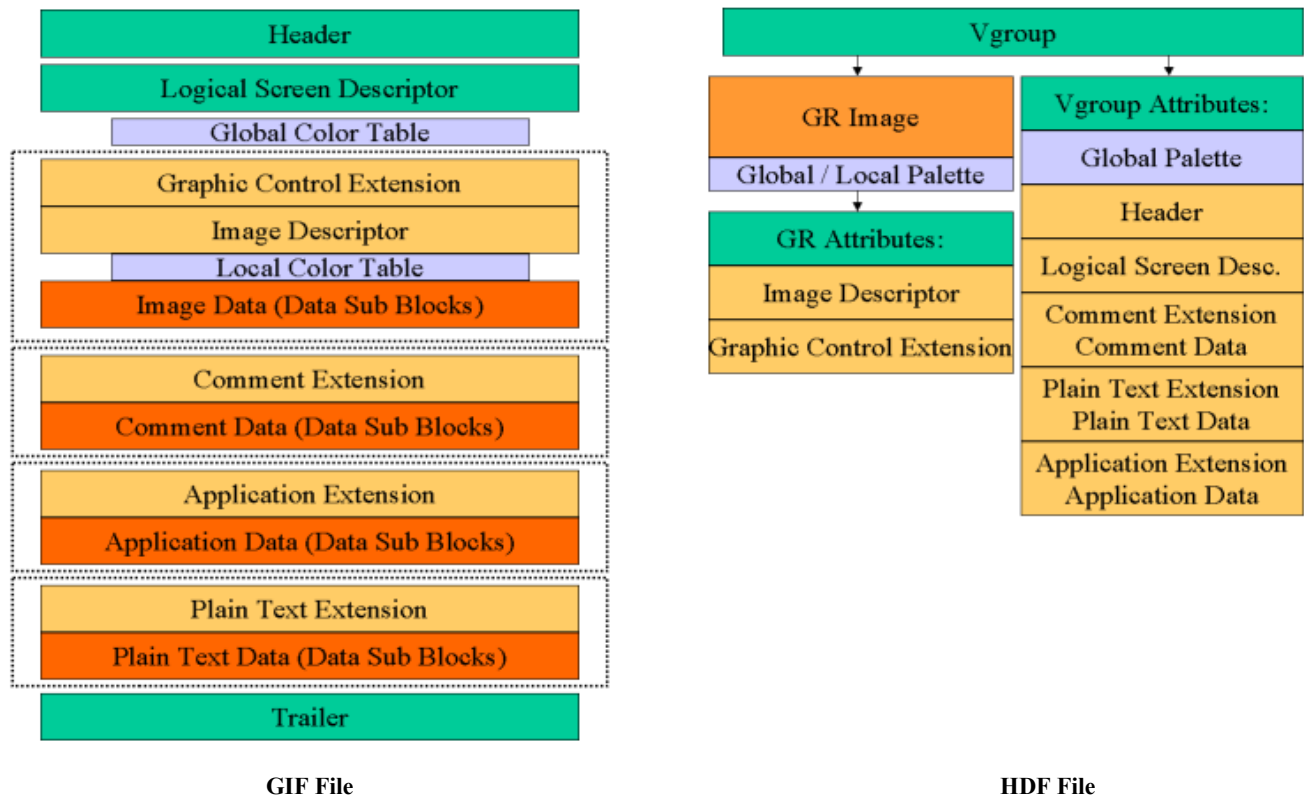 Header
Logical Screen Descriptor
Global Color Table
Graphic Control Extension
Image Descriptor
Local Color Table
Image Data (Data Sub Blocks)
Comment Extension
Comment Data (Data Sub Blocks)
Application Extension
Application Data (Data Sub Blocks)
Plain Text Extension
Plain Text Data (Data Sub Blocks)
Trailer
GIF File
Vgroup
GR Image
Global / Local Palette
GR Attributes:
Image Descriptor
Graphic Control Extension
Vgroup Attributes:
Global Palette
Header
Logical Screen Desc.
Comment Extension
Comment Data
Plain Text Extension
Plain Text Data
Application Extension
Application Data
HDF File